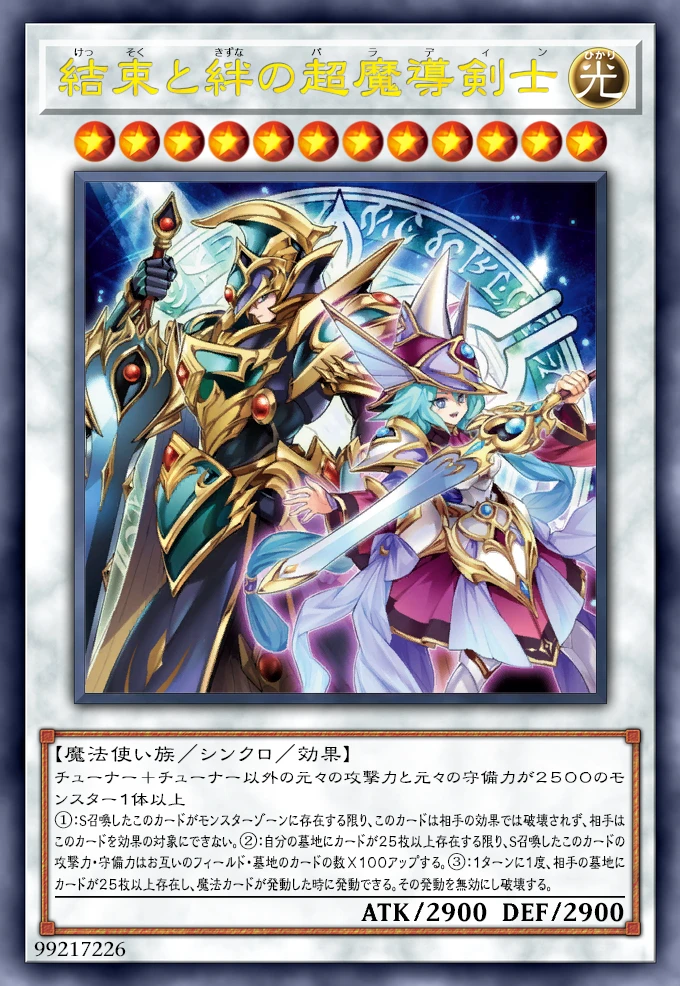 けっ そく きずな パ ラ デ ィ ン ひかり
結束と絆の超魔導剣士 光
【魔法使い族／シンクロ／効果】
チューナー＋チューナー以外の元々の攻撃力と元々の守備力が2500のモ
ンスター1体以上
①:S召喚したこのカードがモンスターゾーンに存在する限り、このカードは相手の効果では破壊されず、相手は
このカードを効果の対象にできない。②:自分の墓地にカードが25枚以上存在する限り、S召喚したこのカードの
攻撃力・守備力はお互いのフィールド・墓地のカードの数×100アップする。③:1ターンに1度、相手の墓地に
カードが25枚以上存在し、魔法カードが発動した時に発動できる。その発動を無効にし破壊する。
ATK/2900 DEF/2900
99217226